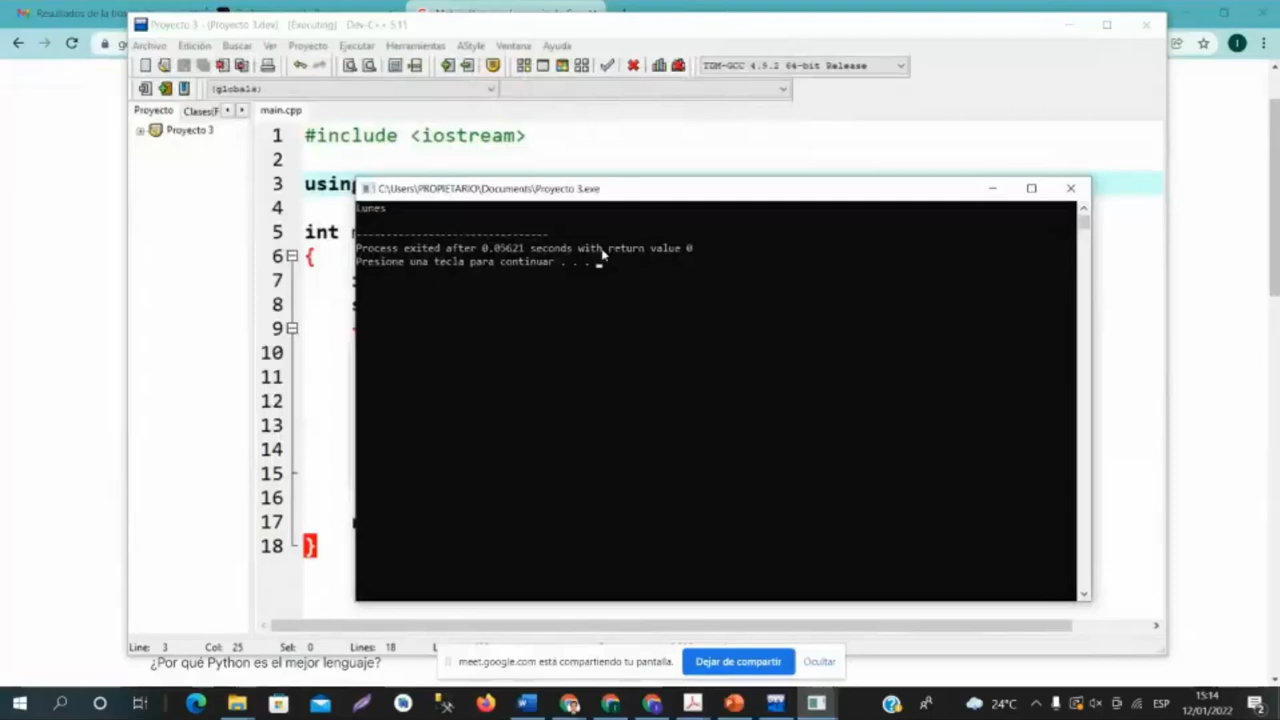 Resultados de la búsqu
Proyecto 3 - [Proyecto 3.dev] - [Executing] - Dev-C++ 5.11
Archivo Edición Buscar Ver Proyecto Ejecutar Herramientas AStyle Ventana Ayuda
TDM-GCC 4.9.2 64-bit Release
(globals)
Proyecto Clases(F
Proyecto 3
main.cpp
1 #include <iostream>
2
3 using
4
5 int
6 {
7
8
9
10
11
12
13
14
15
16
17
18 }
C:\Users\PROPIETARIO\Documents\Proyecto 3.exe
Lunes
--------------------------------
Process exited after 0.05621 seconds with return value 0
Presione una tecla para continuar . . .
Line: 3 Col: 25 Sel: 0 Lines: 18
¿Por qué Python es el mejor lenguaje?
meet.google.com está compartiendo tu pantalla.
Dejar de compartir
Ocultar
24°C
ESP
15:14
12/01/2022
2